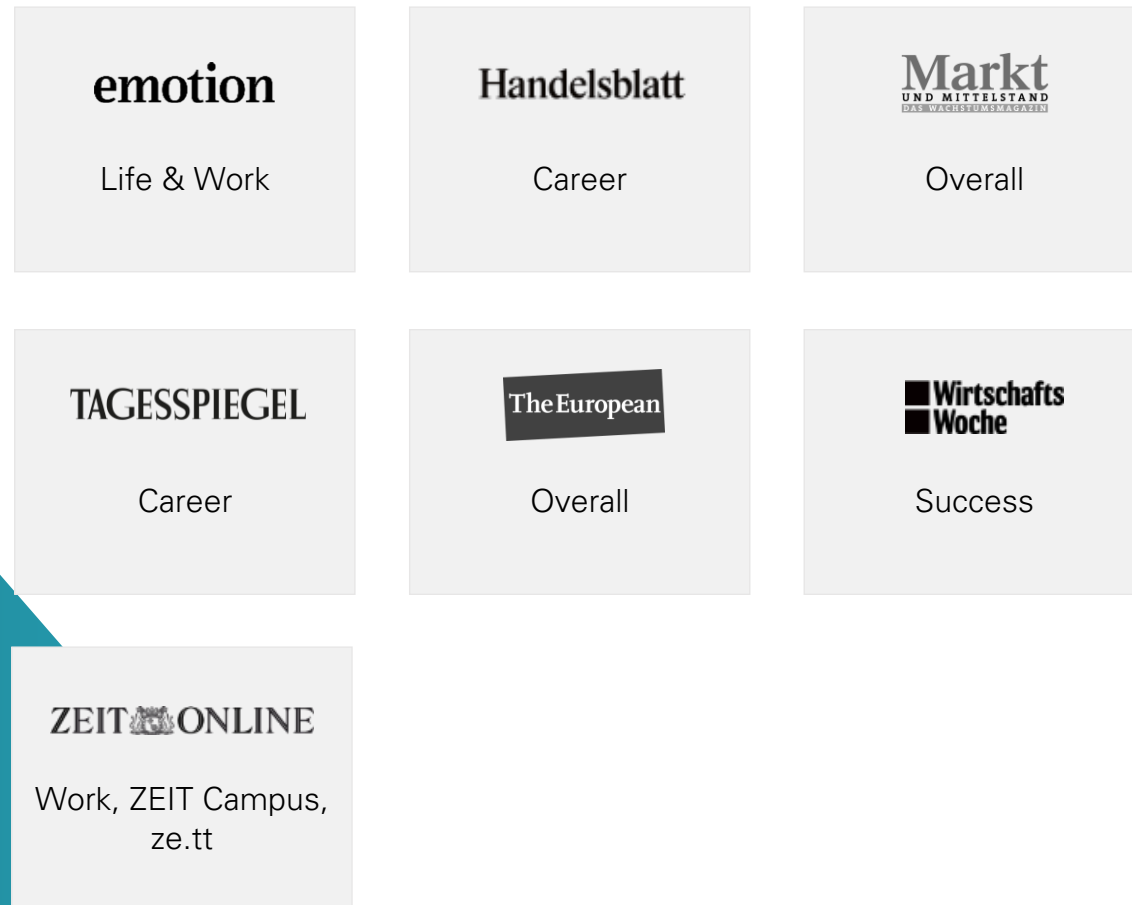 emotion
Life & Work
Handelsblatt
Career
Markt
UND MITTELSTAND
DAS WACHSTUMSMAGAZIN
Overall
TAGESSPIEGEL
Career
The European
Overall
Wirtschafts
Woche
Success
ZEIT ONLINE
Work, ZEIT Campus,
ze.tt